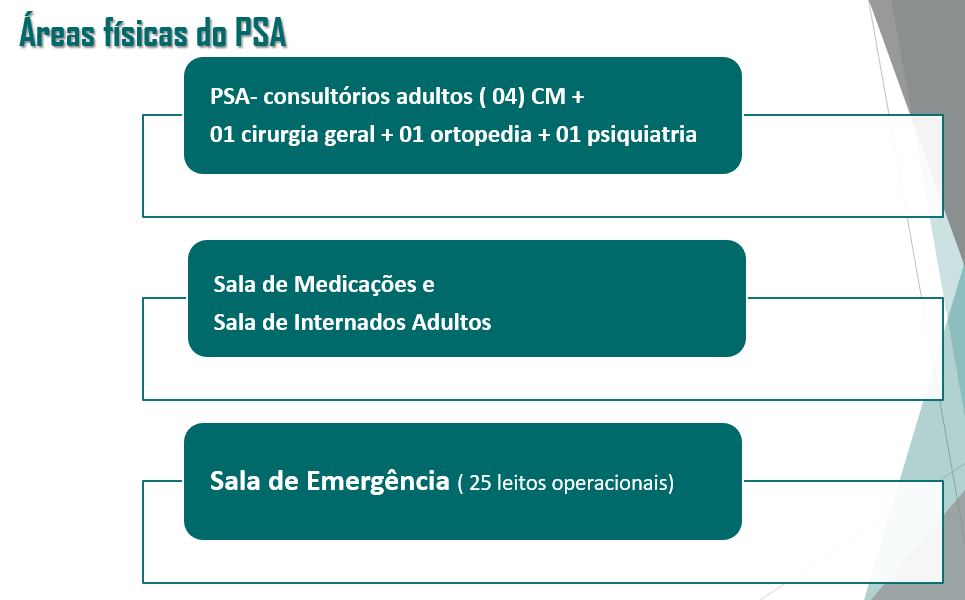 Áreas físicas do PSA
PSA- consultórios adultos ( 04) CM +
01 cirurgia geral + 01 ortopedia + 01 psiquiatria
Sala de Medicações e
Sala de Internados Adultos
Sala de Emergência ( 25 leitos operacionais)